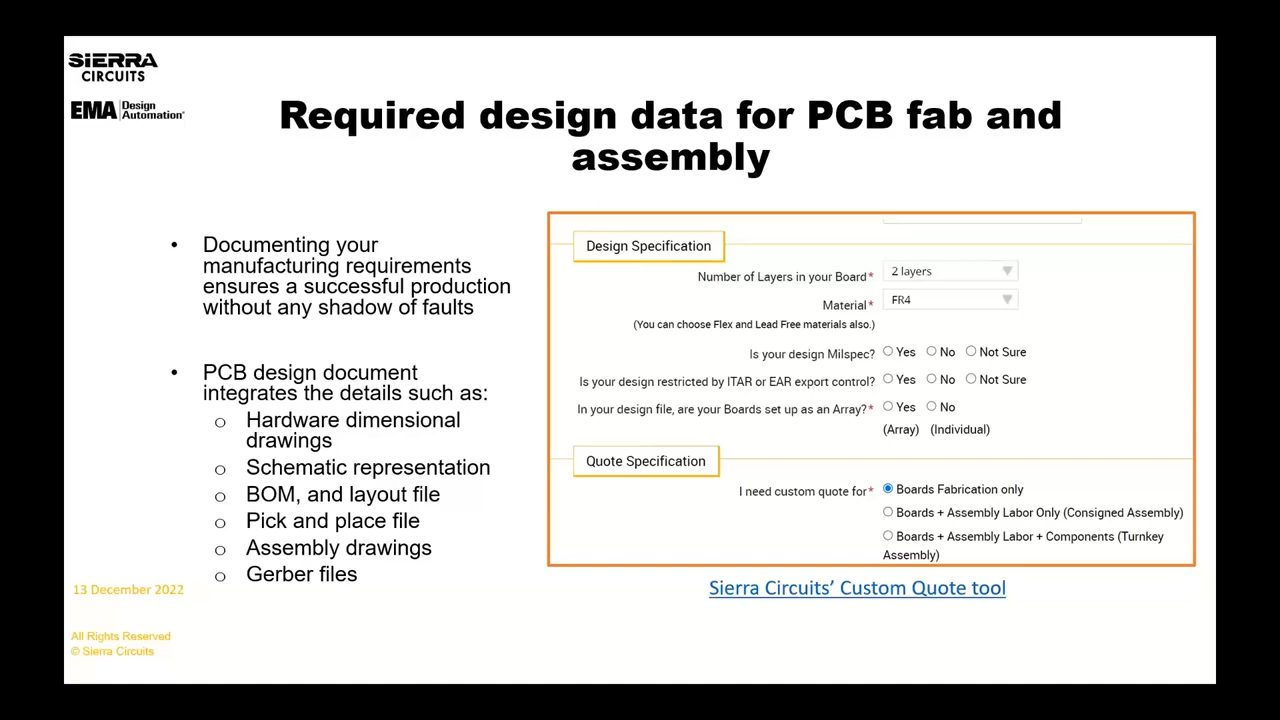 SiERRA
CIRCUITS
EMA Design
Automation®
Required design data for PCB fab and
assembly
• Documenting your
manufacturing requirements
ensures a successful production
without any shadow of faults
• PCB design document
integrates the details such as:
o Hardware dimensional
drawings
o Schematic representation
o BOM, and layout file
o Pick and place file
o Assembly drawings
o Gerber files
Design Specification
Number of Layers in your Board* 2 layers
Material* FR4
(You can choose Flex and Lead Free materials also.)
Is your design Milspec? Yes No Not Sure
Is your design restricted by ITAR or EAR export control? Yes No Not Sure
In your design file, are your Boards set up as an Array?* Yes No
(Array) (Individual)
Quote Specification
I need custom quote for* Boards Fabrication only
Boards + Assembly Labor Only (Consigned Assembly)
Boards + Assembly Labor + Components (Turnkey
Assembly)
Sierra Circuits’ Custom Quote tool
13 December 2022
All Rights Reserved
© Sierra Circuits